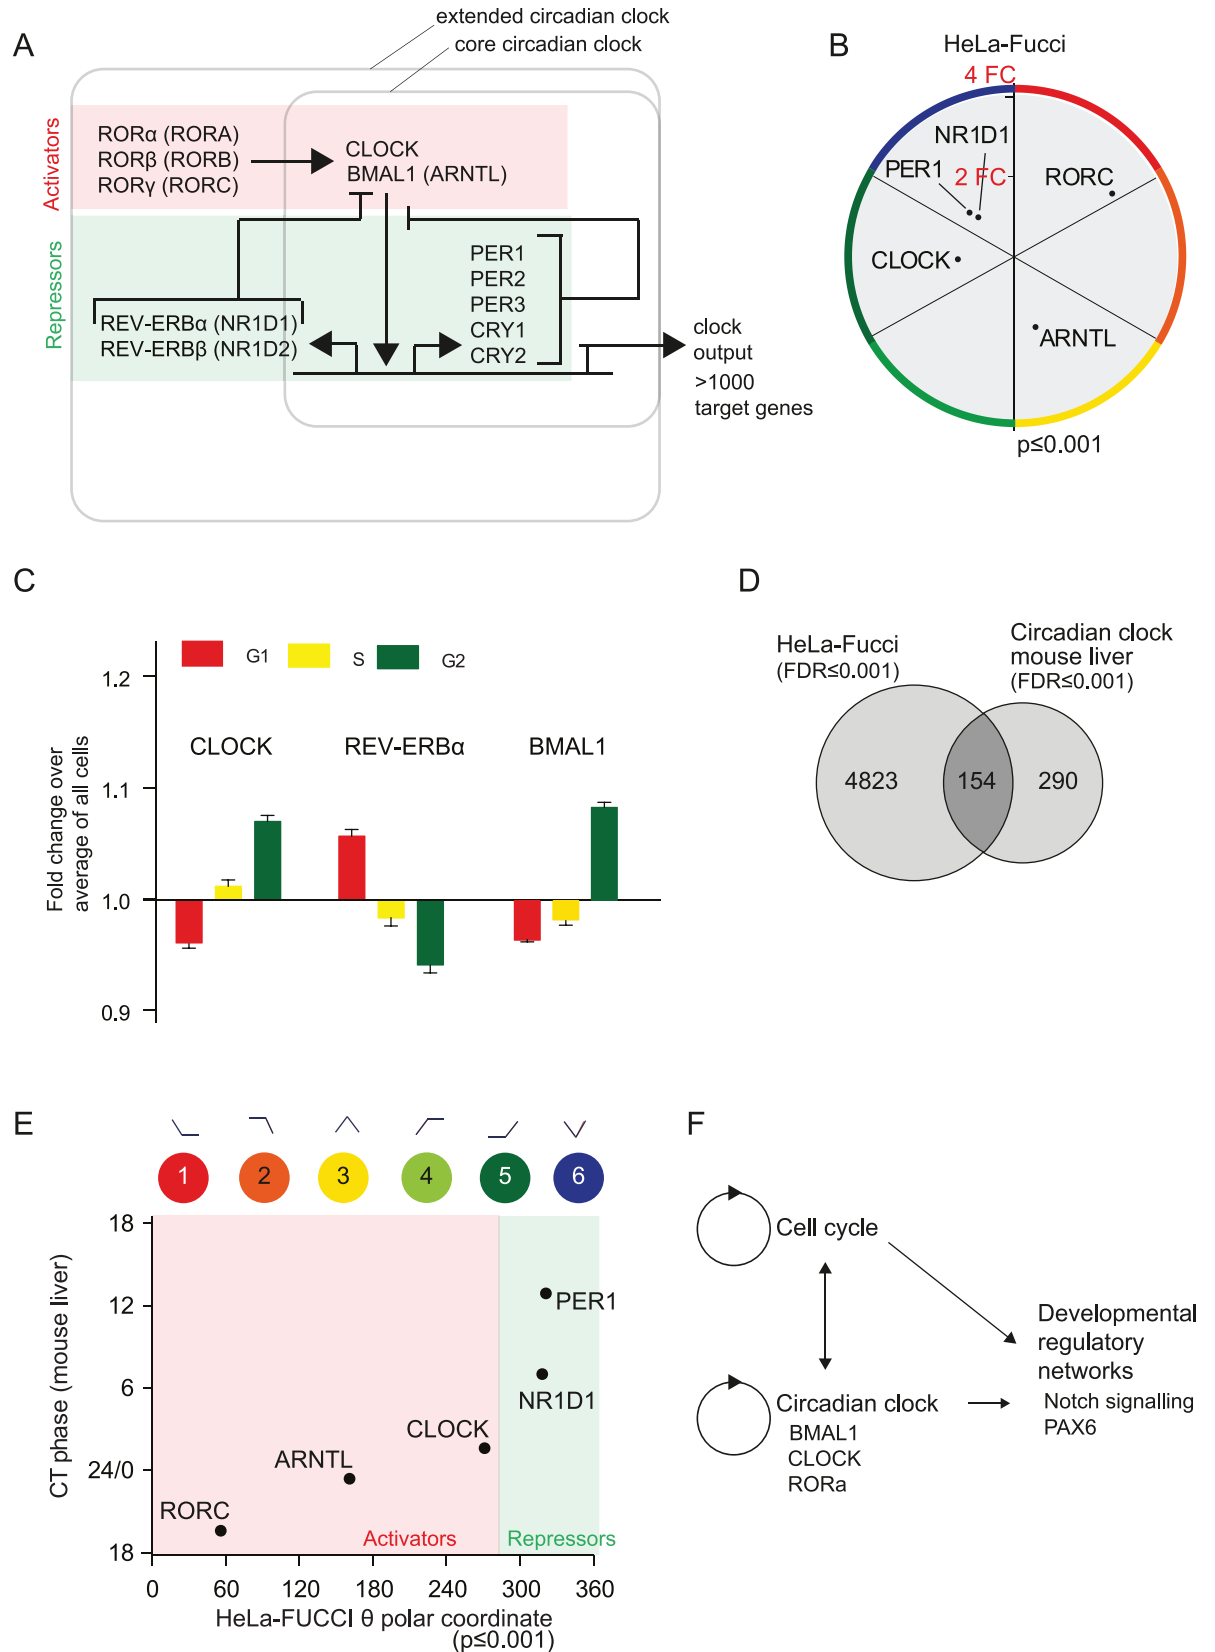 A
extended circadian clock
core circadian clock
Activators
RORα (RORA)
RORβ (RORB)
RORγ (RORC)
CLOCK
BMAL1 (ARNTL)
Repressors
PER1
PER2
PER3
CRY1
CRY2
REV-ERBα (NR1D1)
REV-ERBβ (NR1D2)
clock
output
>1000
target genes
B
HeLa-Fucci
4 FC
NR1D1
2 FC
PER1
RORC
CLOCK
ARNTL
p≤0.001
C
G1
S
G2
Fold change over
average of all cells
1.2
1.1
1.0
0.9
CLOCK
REV-ERBα
BMAL1
D
HeLa-Fucci
(FDR≤0.001)
Circadian clock
mouse liver
(FDR≤0.001)
4823
154
290
E
1
2
3
4
5
6
CT phase (mouse liver)
18
12
6
24/0
18
PER1
NR1D1
CLOCK
ARNTL
RORC
Activators
Repressors
0
60
120
180
240
300
360
HeLa-FUCCI θ polar coordinate
(p≤0.001)
F
Cell cycle
Circadian clock
BMAL1
CLOCK
RORa
Developmental
regulatory
networks
Notch signalling
PAX6